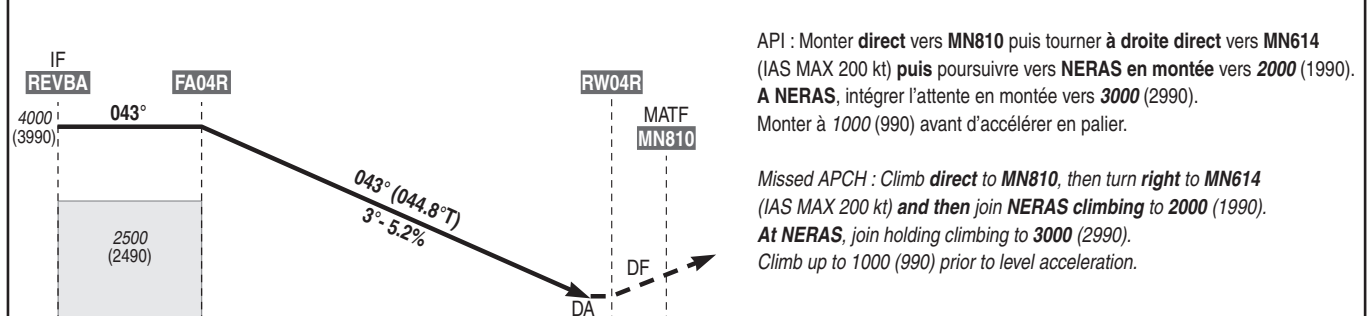 IF
REVBA
FA04R
4000
(3990)
043°
2500
(2490)
043° (044.8°T)
3°- 5.2%
RW04R
MATF
MN810
DF
DA
API : Monter direct vers MN810 puis tourner à droite direct vers MN614
(IAS MAX 200 kt) puis poursuivre vers NERAS en montée vers 2000 (1990).
A NERAS, intégrer l’attente en montée vers 3000 (2990).
Monter à 1000 (990) avant d’accélérer en palier.
Missed APCH : Climb direct to MN810, then turn right to MN614
(IAS MAX 200 kt) and then join NERAS climbing to 2000 (1990).
At NERAS, join holding climbing to 3000 (2990).
Climb up to 1000 (990) prior to level acceleration.